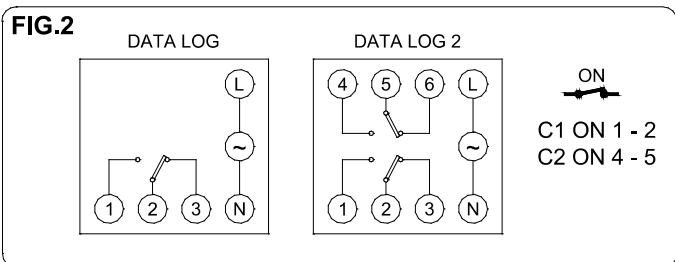 FIG.2
DATA LOG
L
~
1 2 3 N
DATA LOG 2
4 5 6 L
~
1 2 3 N
ON
C1 ON 1 - 2
C2 ON 4 - 5